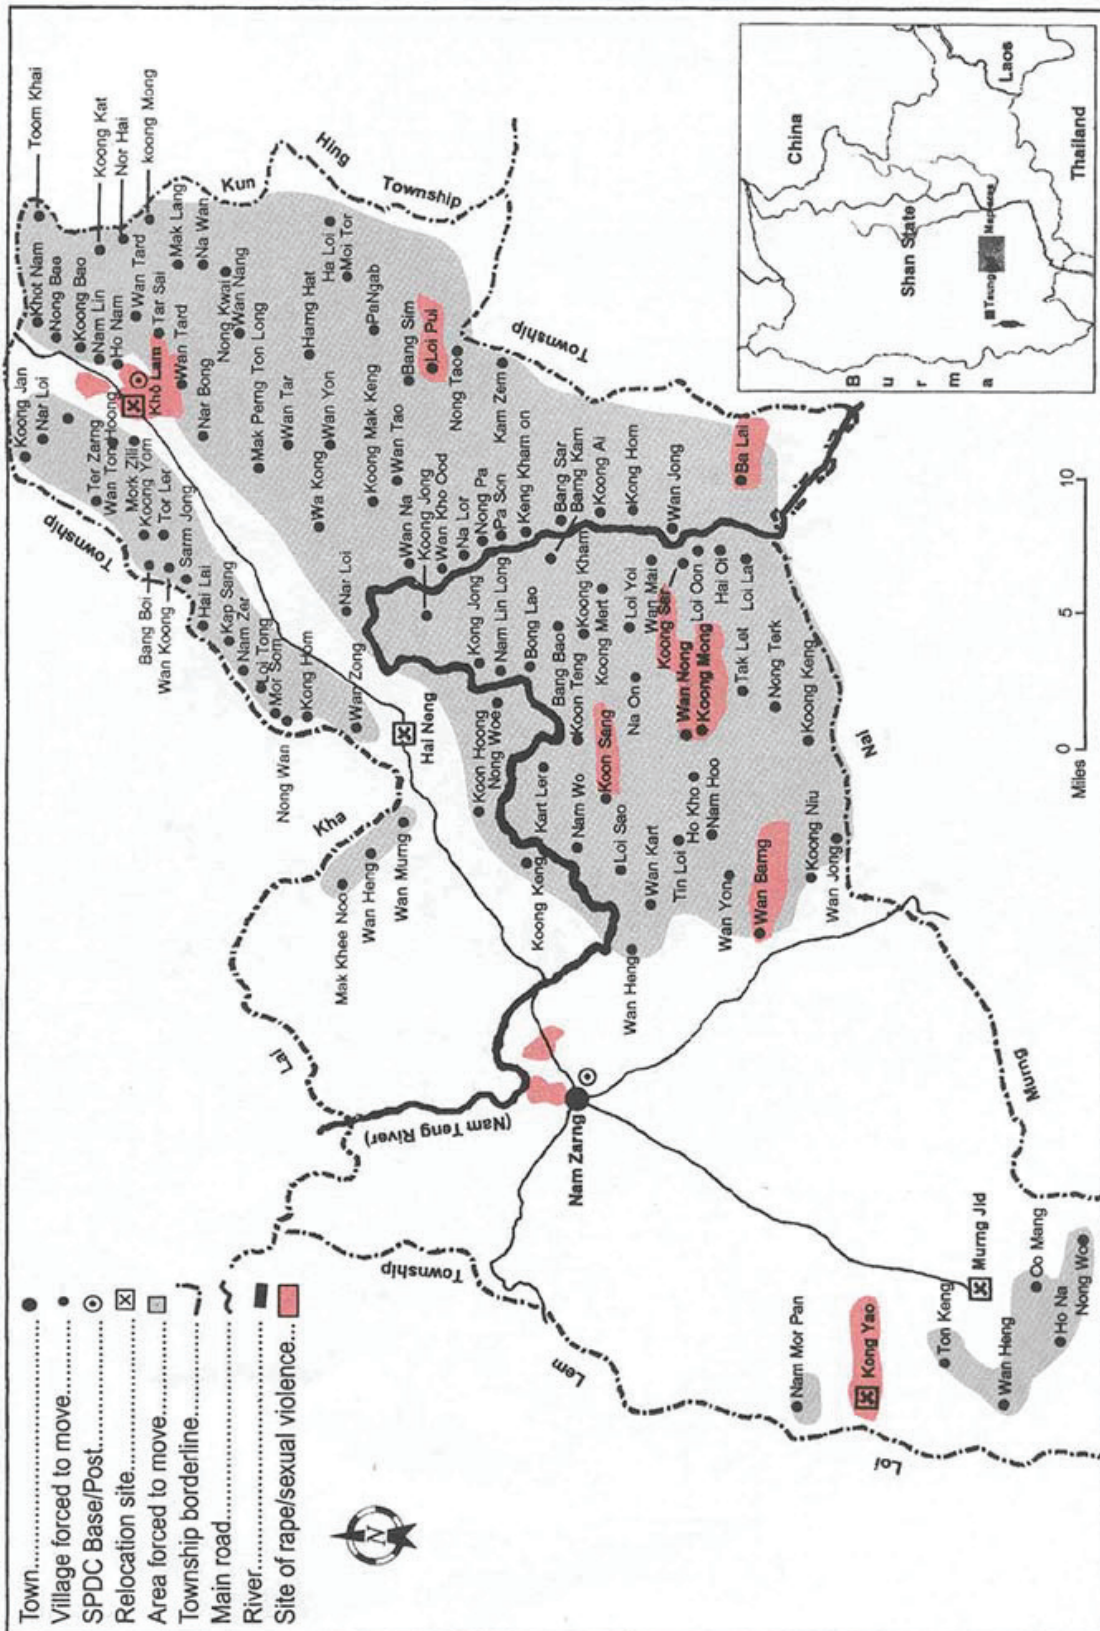 Town
Village forced to move
SPDC Base/Post
Relocation site
Area forced to move
Township borderline
Main road
River
Site of rape/sexual violence
N
Loi
Lem
Township
Lai
Kha
Township
Kun
Hing
Township
Township
Nai
Murng
(Nam Teng River)
Nam Zarng
Murng Jid
Kong Yao
Nam Mor Pan
Ton Keng
Wan Heng
Oo Mang
Ho Na
Nong Woe
Hai Neng
Mak Khee Noo
Wan Heng
Wan Murng
Nong Wan
Wan Zong
Kong Hom
Mor Som
Loi Tong
Nam Zer
Kap Sang
Hai Lai
Sarm Jong
Wan Koong
Bang Boi
Tor Ler
Koong Yom
Mork Zili
Wan Ton Hoong
Ter Zarng
Nar Loi
Koong Jan
Kho Lam
Khot Nam
Nong Bae
Koong Bao
Nam Lin
Ho Nam
Toom Khai
Koong Kat
Nor Hai
koong Mong
Wan Tard
Tar Sai
Wan Tard
Mak Lang
Na Wan
Nong Kwai
Wan Nang
Nar Bong
Mak Perng Ton Long
Wan Tar
Harng Hat
Ha Loi
Moi Tor
Wan Yon
Wa Kong
Nar Loi
PaNgab
Koong Mak Keng
Wan Tao
Bang Sim
Loi Pui
Nong Tao
Kam Zem
Wan Na
Koong Jong
Wan Kho Ood
Na Lor
Nong Pa
Pa Son
Keng Kham on
Bang Sar
Barng Kam
Koong Ai
Kong Hom
Wan Jong
Ba Lai
Kong Jong
Nam Lin Long
Bong Lao
Koon Hoong
Nong Woe
Kart Ler
Koong Keng
Bang Bao
Koon Teng
Koong Kham
Koong Mert
Loi Yoi
Wan Mai
Koong Sar
Loi Oon
Hai Oi
Loi La
Nam Wo
Koon Sang
Na On
Wan Nong
Koong Mong
Tak Let
Nong Terk
Koong Keng
Loi Sao
Wan Kart
Tin Loi
Ho Kho
Nam Hoo
Wan Yon
Wan Barng
Koong Niu
Wan Jong
Wan Heng
Miles
0
5
10
Burma
China
Shan State
Laos
Thailand